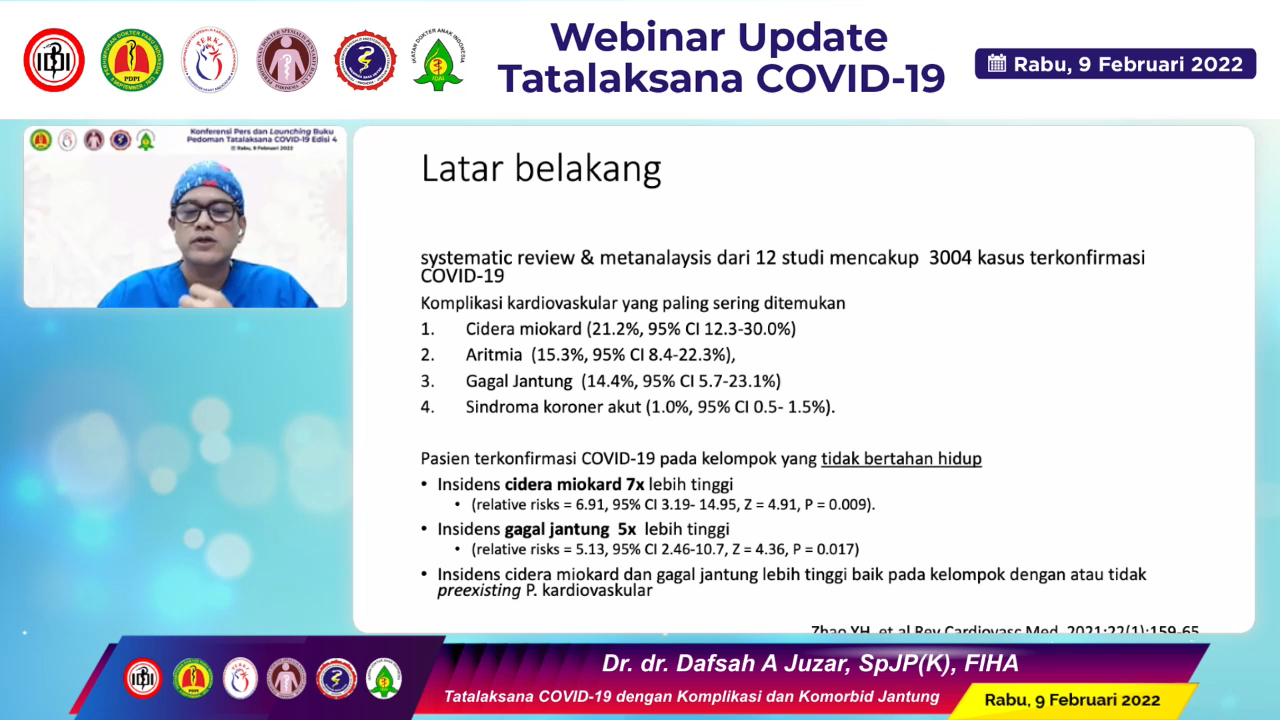 Webinar Update
Tatalaksana COVID-19
Rabu, 9 Februari 2022
IDI
PDPI
PERKI
IKATAN DOKTER ANAK INDONESIA
IDAI
Konferensi Pers dan Launching Buku
Pedoman Tatalaksana COVID-19 Edisi 4
Rabu, 9 Februari 2022
Latar belakang
systematic review & metanalaysis dari 12 studi mencakup 3004 kasus terkonfirmasi
COVID-19
Komplikasi kardiovaskular yang paling sering ditemukan
1. Cidera miokard (21.2%, 95% CI 12.3-30.0%)
2. Aritmia (15.3%, 95% CI 8.4-22.3%),
3. Gagal Jantung (14.4%, 95% CI 5.7-23.1%)
4. Sindroma koroner akut (1.0%, 95% CI 0.5- 1.5%).
Pasien terkonfirmasi COVID-19 pada kelompok yang tidak bertahan hidup
• Insidens cidera miokard 7x lebih tinggi
• (relative risks = 6.91, 95% CI 3.19- 14.95, Z = 4.91, P = 0.009).
• Insidens gagal jantung 5x lebih tinggi
• (relative risks = 5.13, 95% CI 2.46-10.7, Z = 4.36, P = 0.017)
• Insidens cidera miokard dan gagal jantung lebih tinggi baik pada kelompok dengan atau tidak
preexisting P. kardiovaskular
Zhao YH, et al Rev Cardiovasc Med. 2021;22(1):159-65
Dr. dr. Dafsah A Juzar, SpJP(K), FIHA
Tatalaksana COVID-19 dengan Komplikasi dan Komorbid Jantung
Rabu, 9 Februari 2022